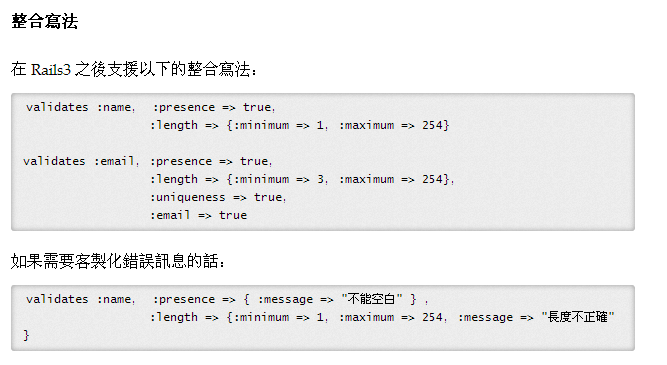 整合寫法
在 Rails3 之後支援以下的整合寫法：
validates :name,  :presence => true,
:length => {:minimum => 1, :maximum => 254}
validates :email, :presence => true,
:length => {:minimum => 3, :maximum => 254},
:uniqueness => true,
:email => true
如果需要客製化錯誤訊息的話：
validates :name,  :presence => { :message => "不能空白" } ,
:length => {:minimum => 1, :maximum => 254, :message => "長度不正確"
}